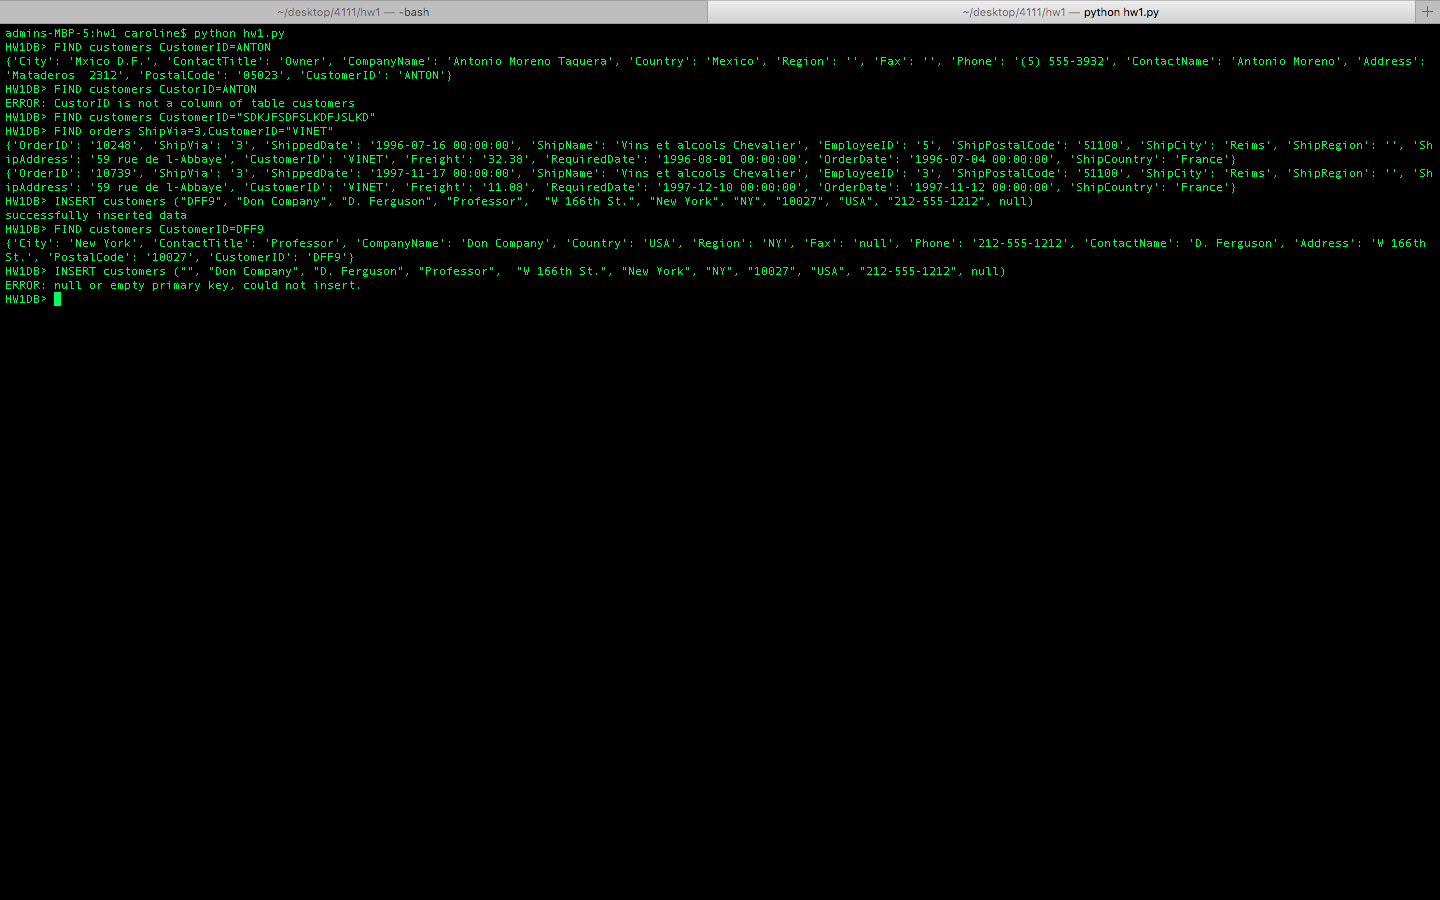 ~/desktop/4111/hw1 — -bash
~/desktop/4111/hw1 — python hw1.py
+
admins-MBP-5:hw1 caroline$ python hw1.py
HW1DB> FIND customers CustomerID=ANTON
{'City': 'Mxico D.F.', 'ContactTitle': 'Owner', 'CompanyName': 'Antonio Moreno Taquera', 'Country': 'Mexico', 'Region': '', 'Fax': '', 'Phone': '(5) 555-3932', 'ContactName': 'Antonio Moreno', 'Address':
'Mataderos  2312', 'PostalCode': '05023', 'CustomerID': 'ANTON'}
HW1DB> FIND customers CustorID=ANTON
ERROR: CustorID is not a column of table customers
HW1DB> FIND customers CustomerID="SDKJFSDFSLKDFJSLKD"
HW1DB> FIND orders ShipVia=3,CustomerID="VINET"
{'OrderID': '10248', 'ShipVia': '3', 'ShippedDate': '1996-07-16 00:00:00', 'ShipName': 'Vins et alcools Chevalier', 'EmployeeID': '5', 'ShipPostalCode': '51100', 'ShipCity': 'Reims', 'ShipRegion': '', 'Sh
ipAddress': '59 rue de l-Abbaye', 'CustomerID': 'VINET', 'Freight': '32.38', 'RequiredDate': '1996-08-01 00:00:00', 'OrderDate': '1996-07-04 00:00:00', 'ShipCountry': 'France'}
{'OrderID': '10739', 'ShipVia': '3', 'ShippedDate': '1997-11-17 00:00:00', 'ShipName': 'Vins et alcools Chevalier', 'EmployeeID': '3', 'ShipPostalCode': '51100', 'ShipCity': 'Reims', 'ShipRegion': '', 'Sh
ipAddress': '59 rue de l-Abbaye', 'CustomerID': 'VINET', 'Freight': '11.08', 'RequiredDate': '1997-12-10 00:00:00', 'OrderDate': '1997-11-12 00:00:00', 'ShipCountry': 'France'}
HW1DB> INSERT customers ("DFF9", "Don Company", "D. Ferguson", "Professor",  "W 166th St.", "New York", "NY", "10027", "USA", "212-555-1212", null)
successfully inserted data
HW1DB> FIND customers CustomerID=DFF9
{'City': 'New York', 'ContactTitle': 'Professor', 'CompanyName': 'Don Company', 'Country': 'USA', 'Region': 'NY', 'Fax': 'null', 'Phone': '212-555-1212', 'ContactName': 'D. Ferguson', 'Address': 'W 166th
St.', 'PostalCode': '10027', 'CustomerID': 'DFF9'}
HW1DB> INSERT customers ("", "Don Company", "D. Ferguson", "Professor",  "W 166th St.", "New York", "NY", "10027", "USA", "212-555-1212", null)
ERROR: null or empty primary key, could not insert.
HW1DB>